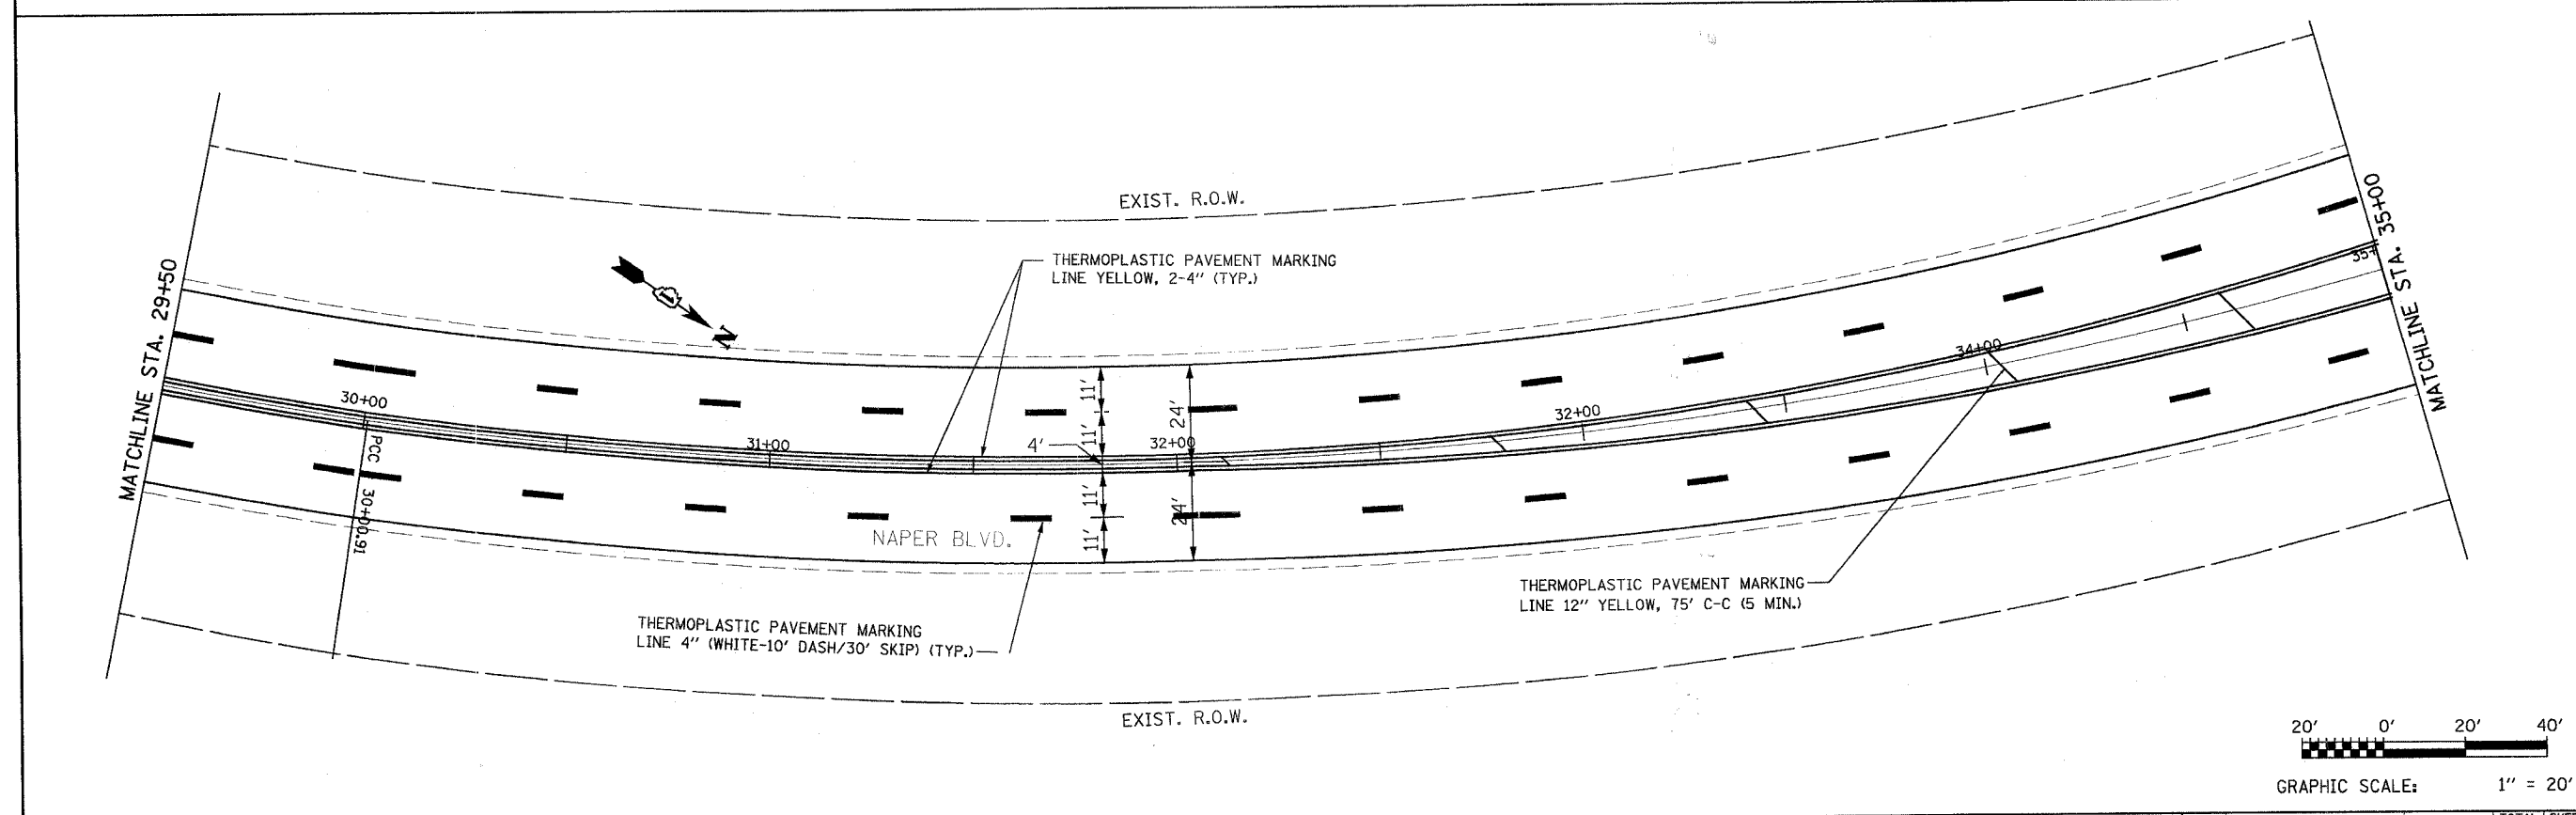 EXIST. R.O.W.
MATCHLINE STA. 29+50
MATCHLINE STA. 35+00
THERMOPLASTIC PAVEMENT MARKING
LINE YELLOW, 2-4" (TYP.)
N
30+00
PCC 30+00.91
31+00
4'
32+00
11'
11'
24'
11'
11'
24'
32+00
34+00
35+
NAPER BLVD.
THERMOPLASTIC PAVEMENT MARKING
LINE 4" (WHITE-10' DASH/30' SKIP) (TYP.)
THERMOPLASTIC PAVEMENT MARKING
LINE 12" YELLOW, 75' C-C (5 MIN.)
EXIST. R.O.W.
20' 0' 20' 40'
GRAPHIC SCALE: 1" = 20'